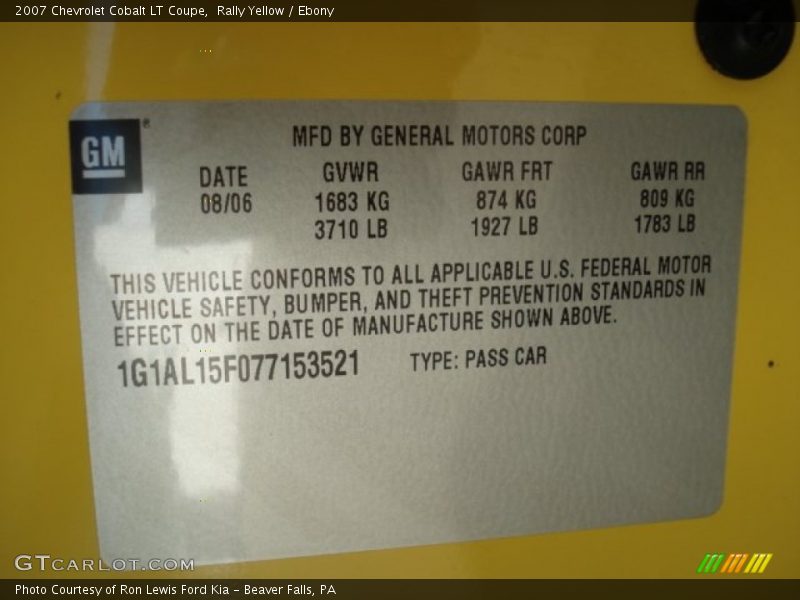 2007 Chevrolet Cobalt LT Coupe, Rally Yellow / Ebony
GM®
MFD BY GENERAL MOTORS CORP
DATE GVWR GAWR FRT GAWR RR
08/06 1683 KG 874 KG 809 KG
3710 LB 1927 LB 1783 LB
THIS VEHICLE CONFORMS TO ALL APPLICABLE U.S. FEDERAL MOTOR
VEHICLE SAFETY, BUMPER, AND THEFT PREVENTION STANDARDS IN
EFFECT ON THE DATE OF MANUFACTURE SHOWN ABOVE.
1G1AL15F077153521 TYPE: PASS CAR
GTCARLOT.COM
Photo Courtesy of Ron Lewis Ford Kia - Beaver Falls, PA